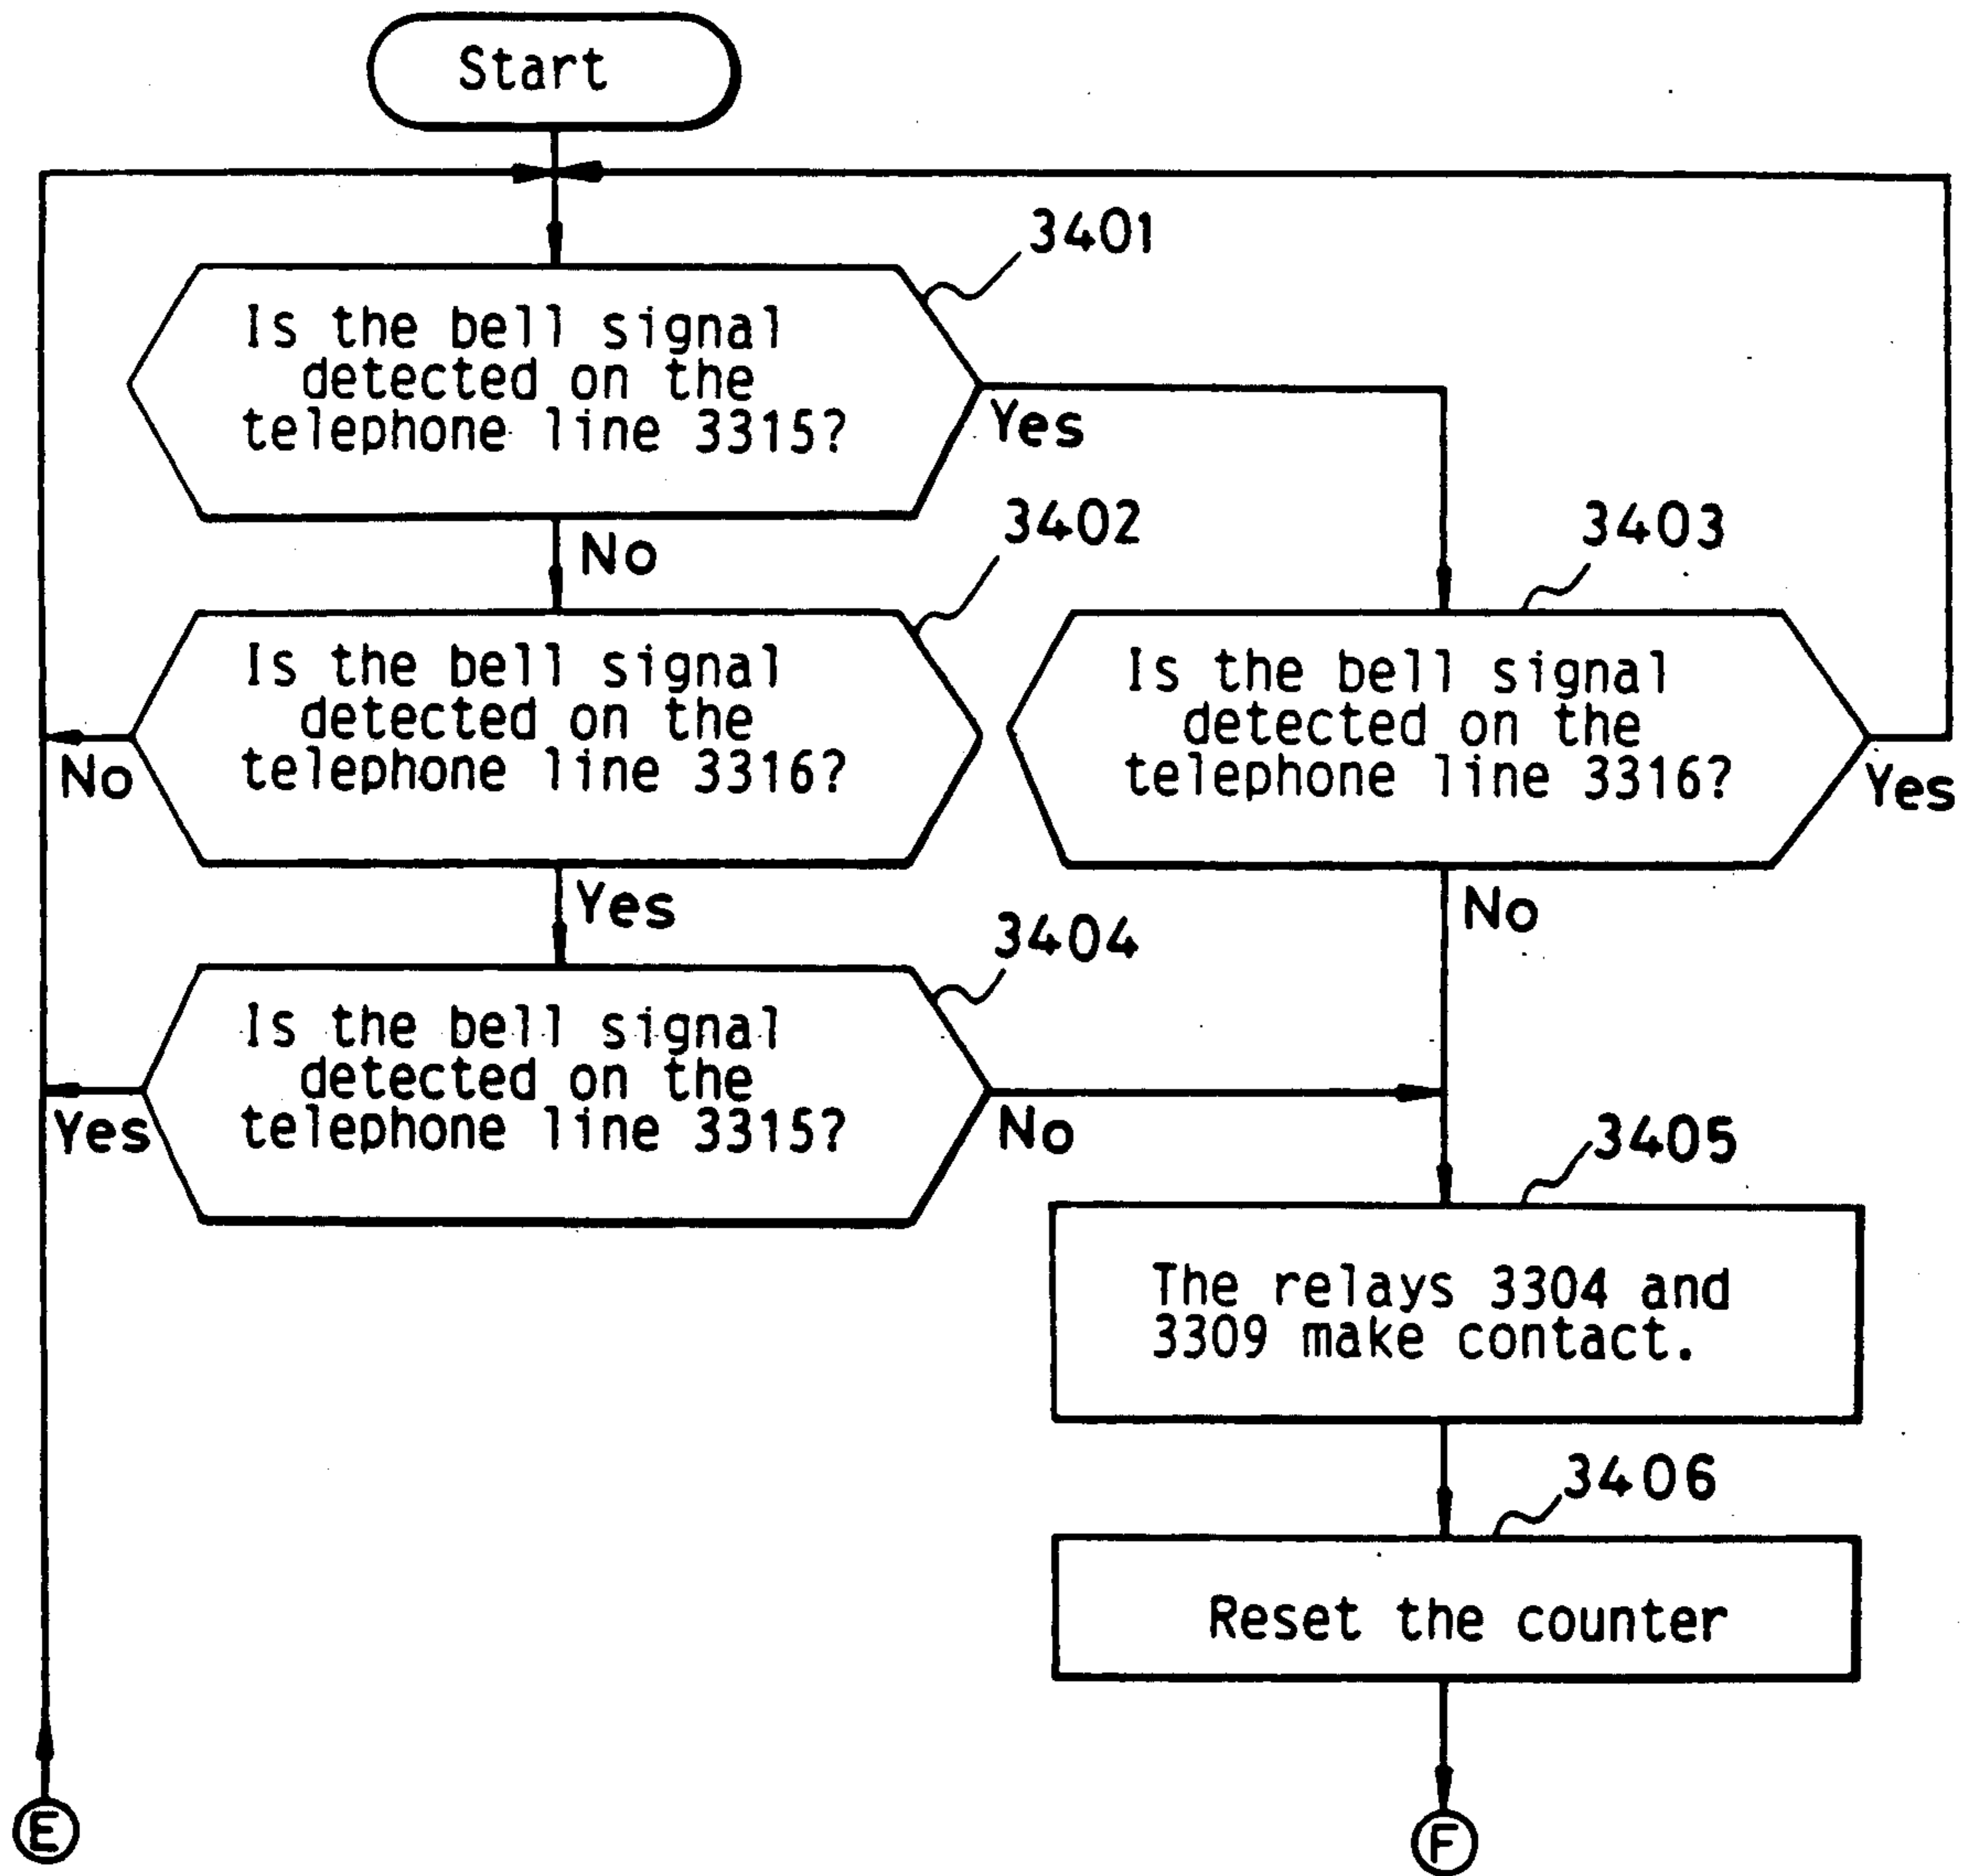 Start
3401
Is the bell signal
detected on the
telephone line 3315?
Yes
No
3402
3403
Is the bell signal
detected on the
telephone line 3316?
No
Yes
Is the bell signal
detected on the
telephone line 3316?
Yes
No
3404
Is the bell signal
detected on the
telephone line 3315?
Yes
No
3405
The relays 3304 and
3309 make contact.
3406
Reset the counter
E
F